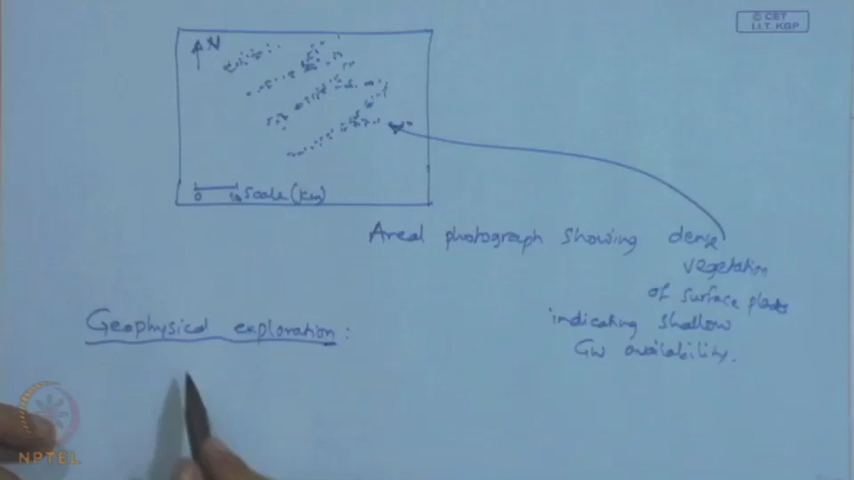 © CET
I.I.T. KGP
N
0 10 Scale (Km)
Areal photograph showing dense
vegetation
of surface plants
indicating shallow
GW availability.
Geophysical exploration :
NPTEL